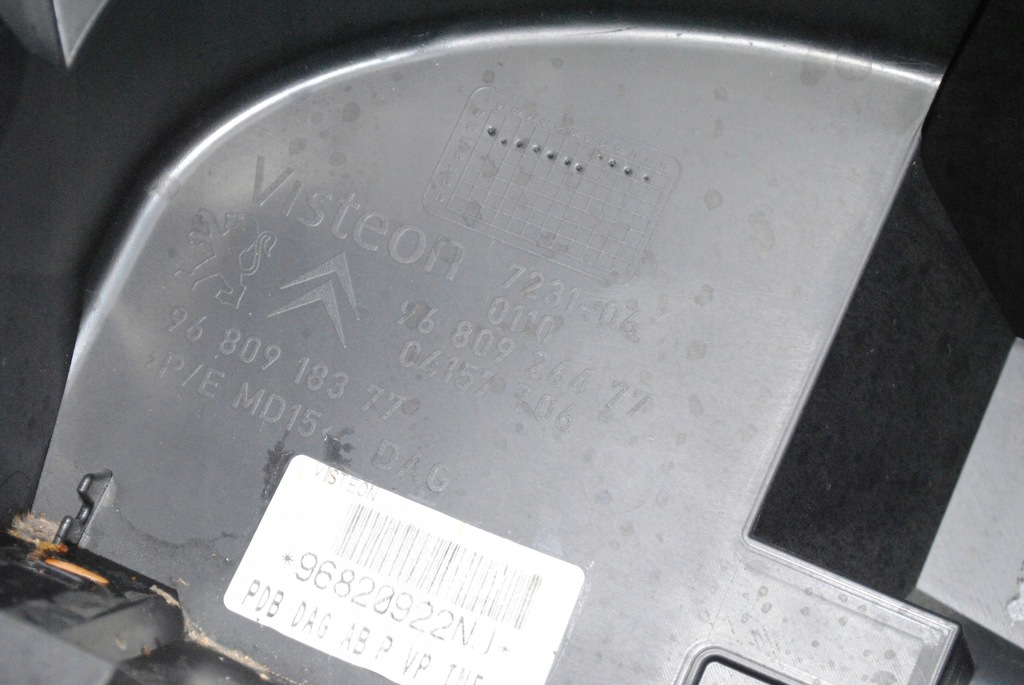 Visteon
7231-06
0110
96 809 264 77
96 809 183 77
>P/E MD15< DAG
VISTEON
*96820922NJ*
PDB DAG AB P VP INF